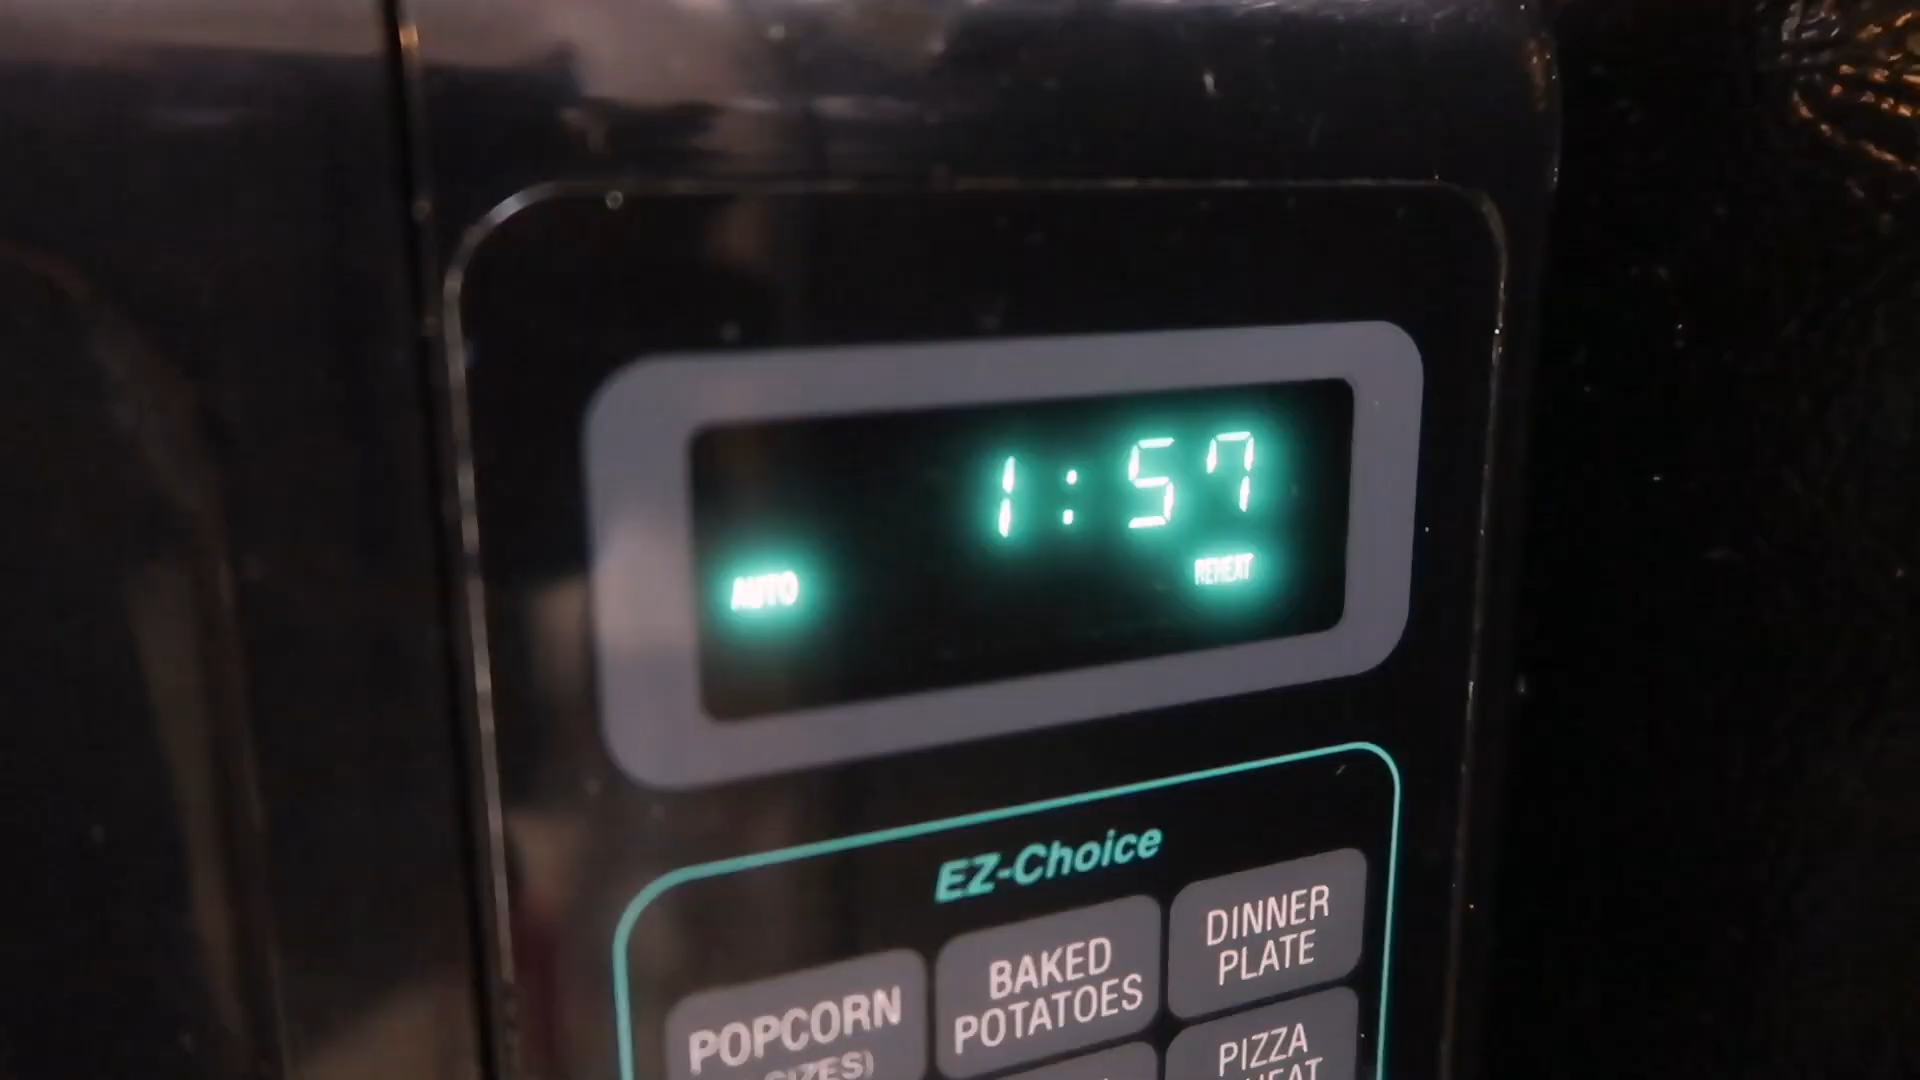 1:57
AUTO
REHEAT
EZ-Choice
POPCORN
BAKED
POTATOES
DINNER
PLATE
PIZZA